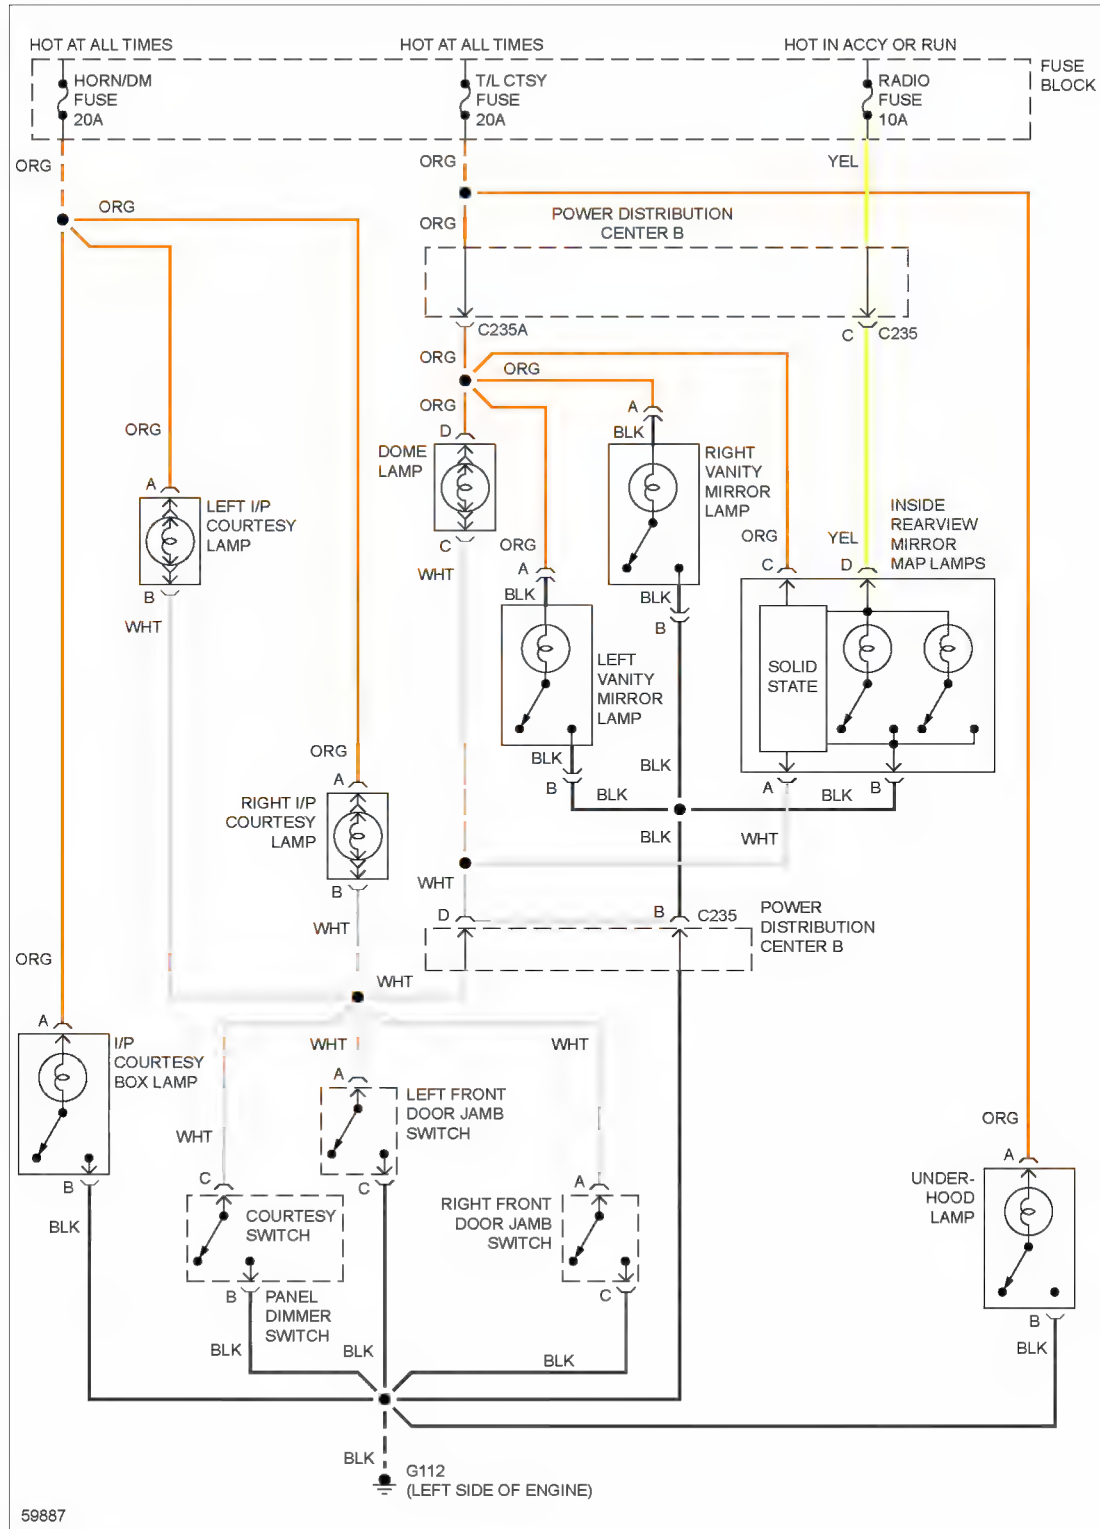 HOT AT ALL TIMES
HOT AT ALL TIMES
HOT IN ACCY OR RUN
HORN/DM
FUSE
20A
T/L CTSY
FUSE
20A
RADIO
FUSE
10A
FUSE
BLOCK
ORG
ORG
YEL
ORG
ORG
POWER DISTRIBUTION
CENTER B
C235A
C
C235
ORG
ORG
ORG
A
BLK
ORG
D
DOME
LAMP
RIGHT
VANITY
MIRROR
LAMP
A
LEFT I/P
COURTESY
LAMP
INSIDE
REARVIEW
MIRROR
MAP LAMPS
ORG
YEL
C
ORG
C
D
WHT
A
BLK
B
WHT
BLK
B
LEFT
VANITY
MIRROR
LAMP
SOLID
STATE
ORG
BLK
BLK
A
B
BLK
A
BLK
B
RIGHT I/P
COURTESY
LAMP
BLK
WHT
B
WHT
WHT
D
B
C235
POWER
DISTRIBUTION
CENTER B
ORG
WHT
A
I/P
COURTESY
BOX LAMP
WHT
WHT
A
LEFT FRONT
DOOR JAMB
SWITCH
ORG
WHT
A
C
B
C
A
UNDER-
HOOD
LAMP
RIGHT FRONT
DOOR JAMB
SWITCH
BLK
COURTESY
SWITCH
B
PANEL
DIMMER
SWITCH
C
B
BLK
BLK
BLK
BLK
BLK
G112
(LEFT SIDE OF ENGINE)
59887